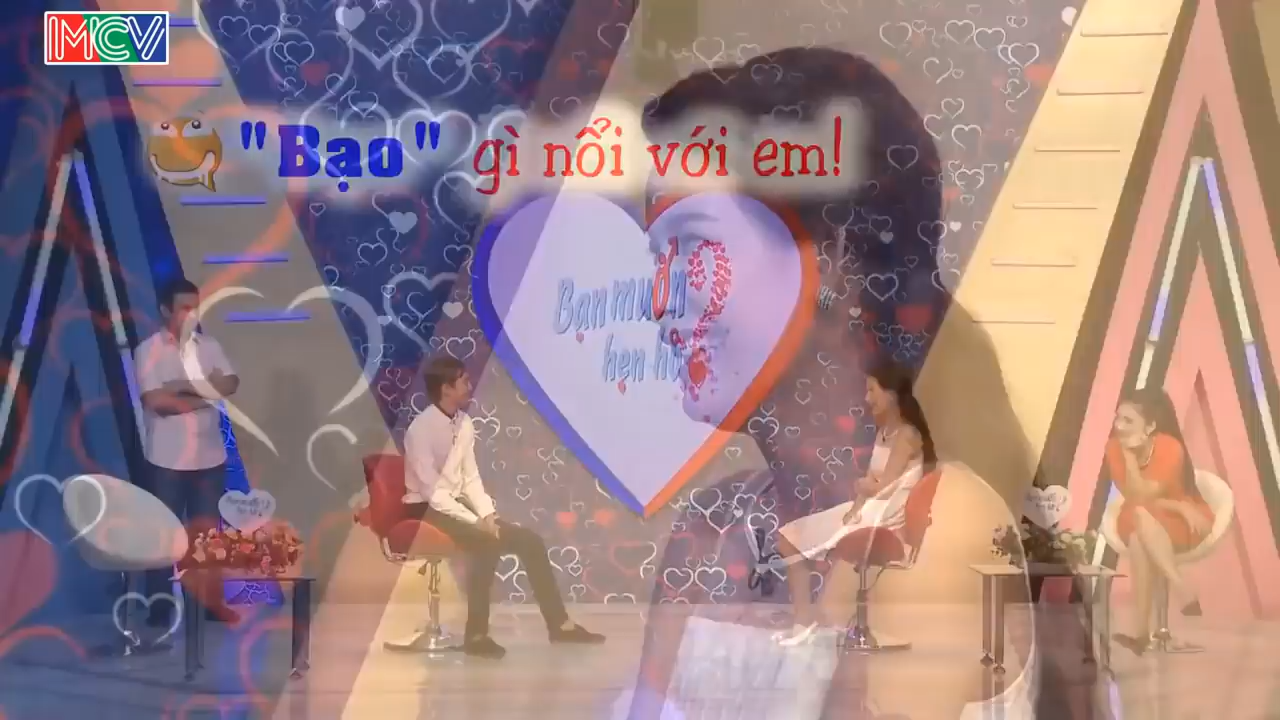 MCV
"Bạo" gì nổi với em!
Bạn muốn
hẹn hò